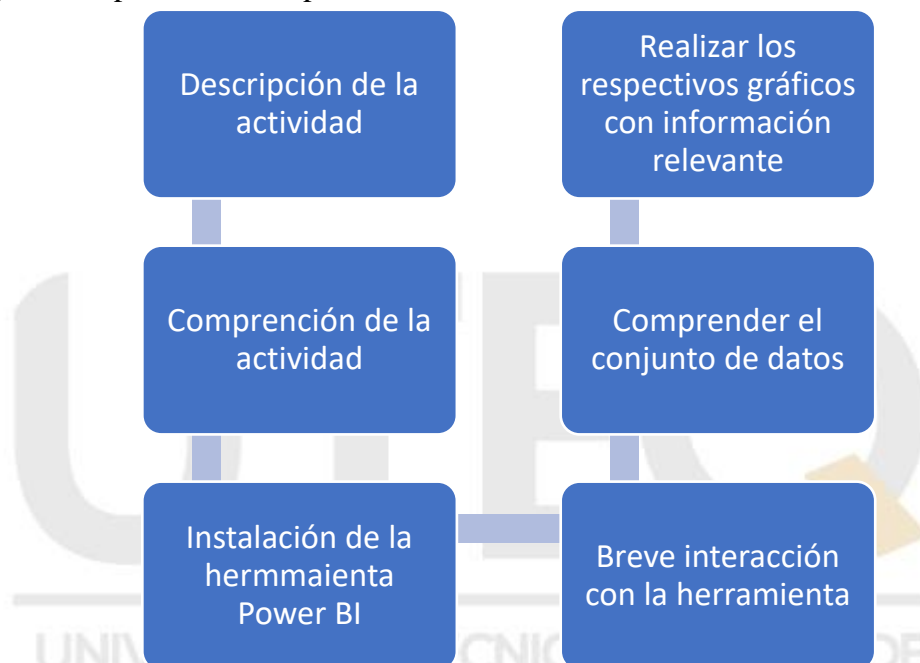 Descripción de la
actividad
Comprención de la
actividad
Instalación de la
hermmaienta
Power BI
Breve interacción
con la herramienta
Comprender el
conjunto de datos
Realizar los
respectivos gráficos
con información
relevante